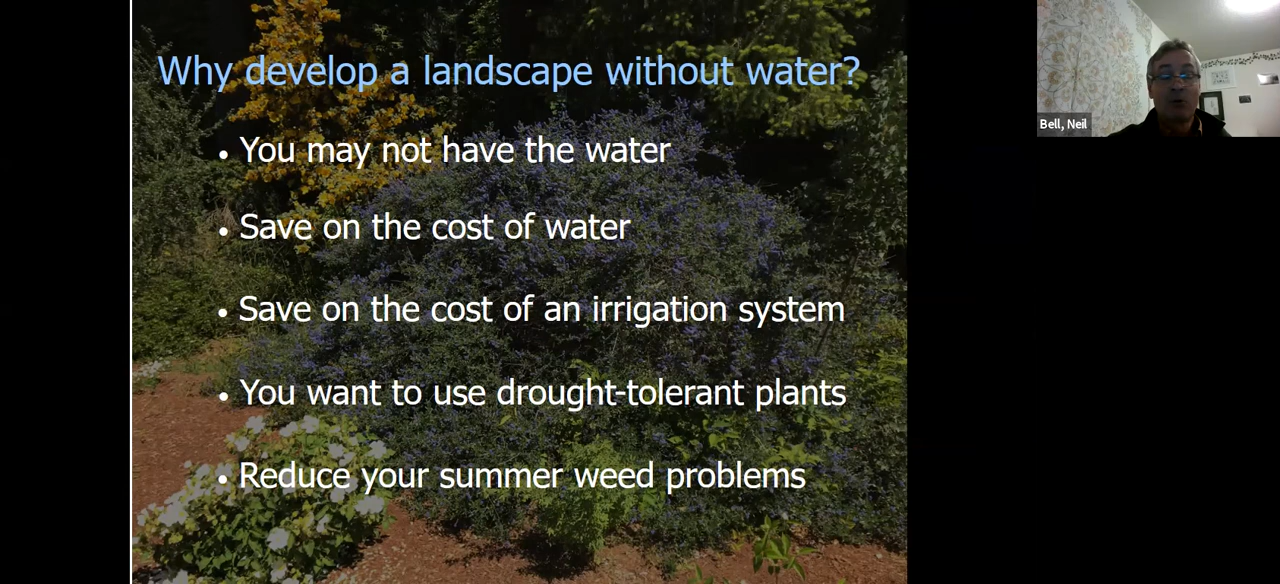 Why develop a landscape without water?
• You may not have the water
• Save on the cost of water
• Save on the cost of an irrigation system
• You want to use drought-tolerant plants
• Reduce your summer weed problems
Bell, Neil